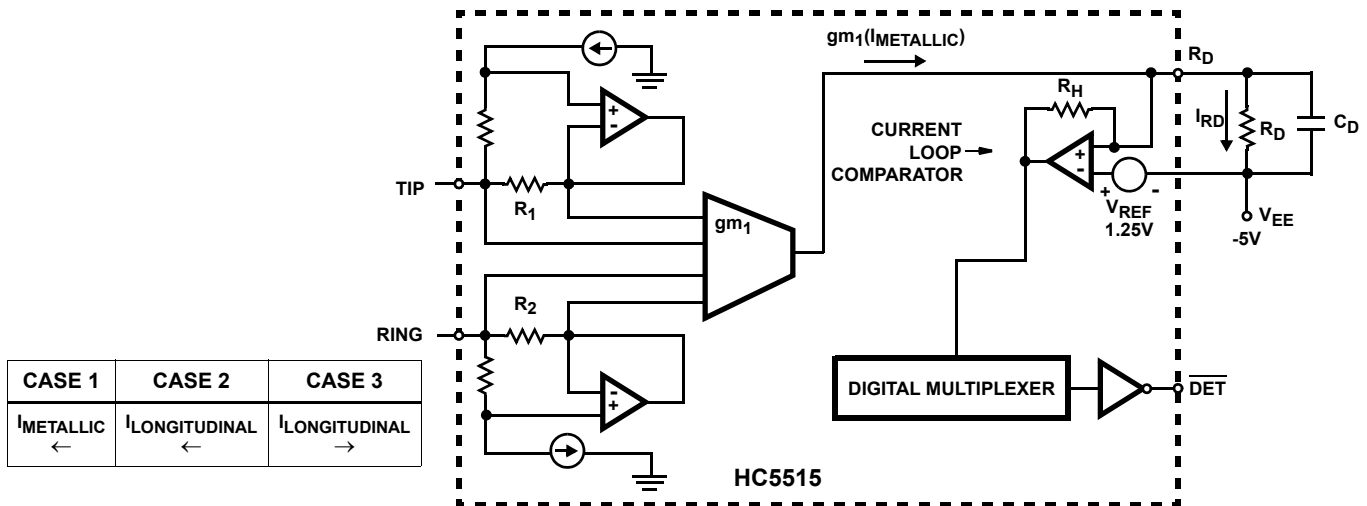 gm1(IMETALLIC)
→
RD
+
-
RH
IRD
RD
CD
CURRENT
LOOP →
COMPARATOR
+
-
+ -
VREF
1.25V
VEE
-5V
TIP
R1
gm1
RING
R2
-
+
DIGITAL MULTIPLEXER
DET
HC5515
CASE 1 CASE 2 CASE 3
IMETALLIC ILONGITUDINAL ILONGITUDINAL
← ← →